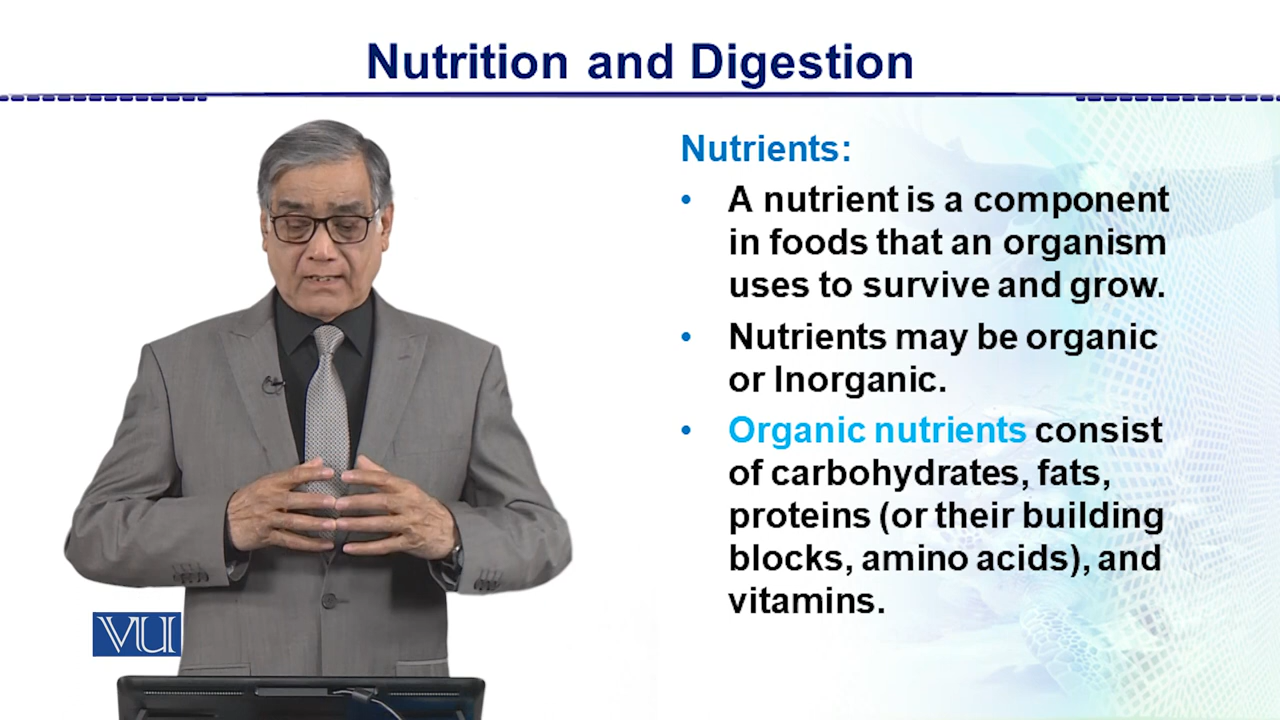 Nutrition and Digestion
Nutrients:
• A nutrient is a component
in foods that an organism
uses to survive and grow.
• Nutrients may be organic
or Inorganic.
• Organic nutrients consist
of carbohydrates, fats,
proteins (or their building
blocks, amino acids), and
vitamins.
VU